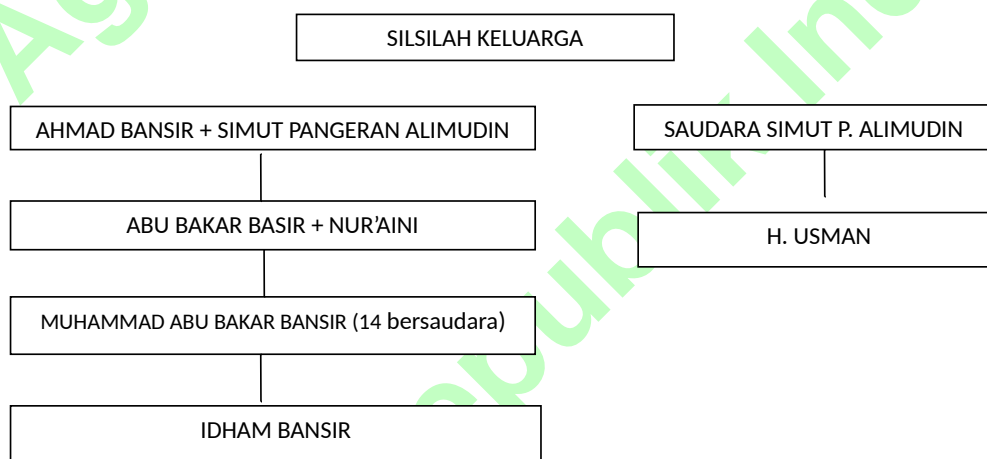 SILSILAH KELUARGA
AHMAD BANSIR + SIMUT PANGERAN ALIMUDIN
SAUDARA SIMUT P. ALIMUDIN
ABU BAKAR BASIR + NUR’AINI
H. USMAN
MUHAMMAD ABU BAKAR BANSIR (14 bersaudara)
IDHAM BANSIR